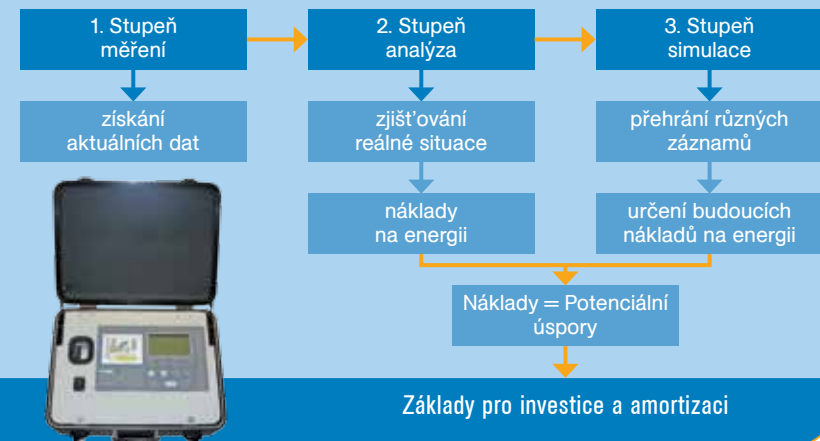 1. Stupeň
měření
2. Stupeň
analýza
3. Stupeň
simulace
získání
aktuálních dat
zjišťování
reálné situace
přehrání různých
záznamů
náklady
na energii
určení budoucích
nákladů na energii
Náklady = Potenciální
úspory
Základy pro investice a amortizaci